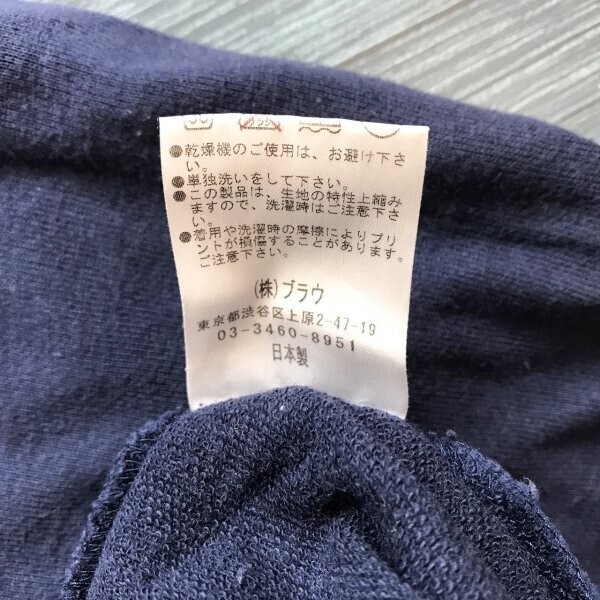 ●乾燥機のご使用は、お避け下さ
い。
●単独洗いをして下さい。
●この製品は、生地の特性上縮み
ますので、洗濯時はご注意下さ
い。
●着用や洗濯時の摩擦によりプリ
ントが損傷することがあります。
ご注意下さい。
(株)ブラウ
東京都渋谷区上原2-47-19
03-3460-8951
日本製